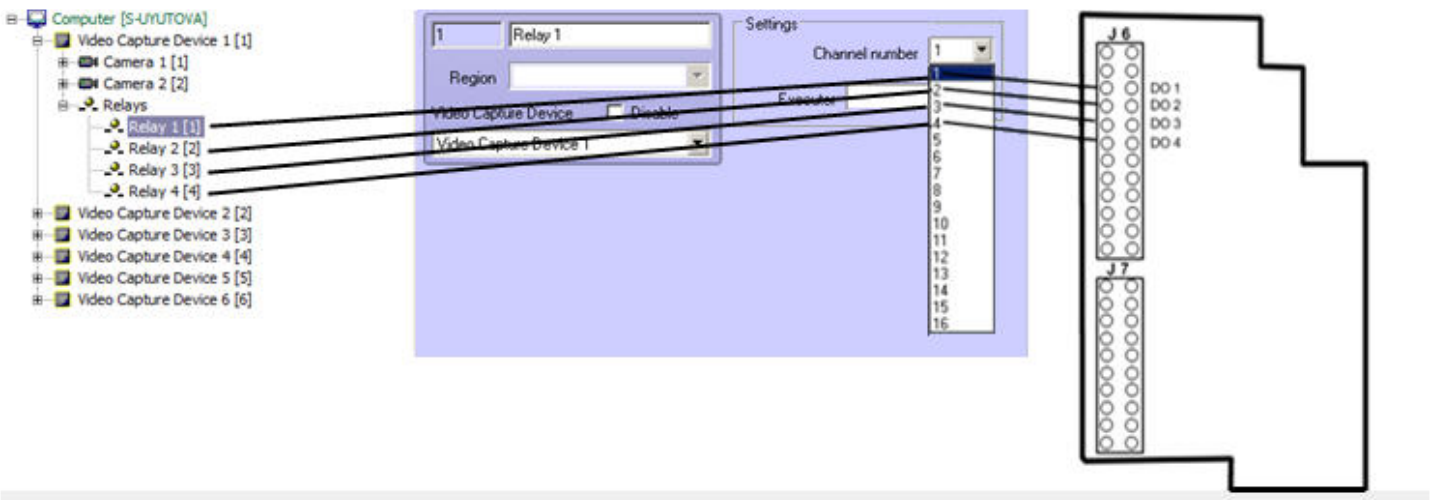 Computer [S-UYUTOVA]
Video Capture Device 1 [1]
Camera 1 [1]
Camera 2 [2]
Relays
Relay 1 [1]
Relay 2 [2]
Relay 3 [3]
Relay 4 [4]
Video Capture Device 2 [2]
Video Capture Device 3 [3]
Video Capture Device 4 [4]
Video Capture Device 5 [5]
Video Capture Device 6 [6]
1 Relay 1
Region
Video Capture Device Disable
Video Capture Device 1
Settings
Channel number 1
Executer
1
2
3
4
5
6
7
8
9
10
11
12
13
14
15
16
J 6
DO 1
DO 2
DO 3
DO 4
J 7